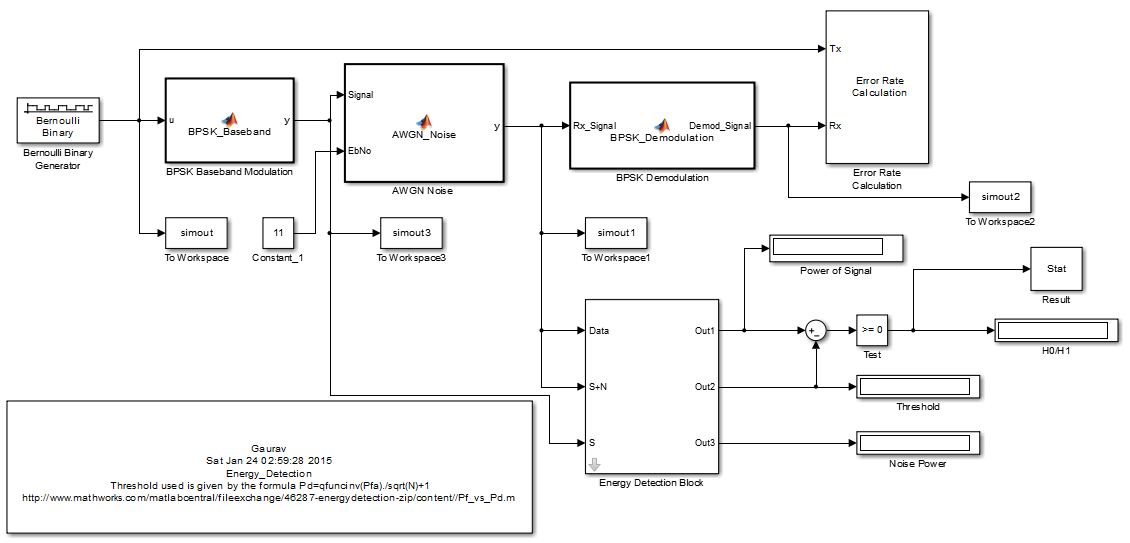 Tx
Error Rate
Calculation
Rx
Error Rate
Calculation
Bernoulli
Binary
Bernoulli Binary
Generator
u
BPSK_Baseband
y
BPSK Baseband Modulation
Signal
AWGN_Noise
y
EbNo
AWGN Noise
Rx_Signal
Demod_Signal
BPSK_Demodulation
BPSK Demodulation
simout2
To Workspace2
simout
To Workspace
11
Constant_1
simout3
To Workspace3
simout1
To Workspace1
Power of Signal
Stat
Result
Data
Out1
S+N
Out2
S
Out3
Energy Detection Block
+
−
>= 0
Test
H0/H1
Threshold
Noise Power
Gaurav
Sat Jan 24 02:59:28 2015
Energy_Detection
Threshold used is given by the formula Pd=qfuncinv(Pfa)./sqrt(N)+1
http://www.mathworks.com/matlabcentral/fileexchange/46287-energydetection-zip/content//Pf_vs_Pd.m